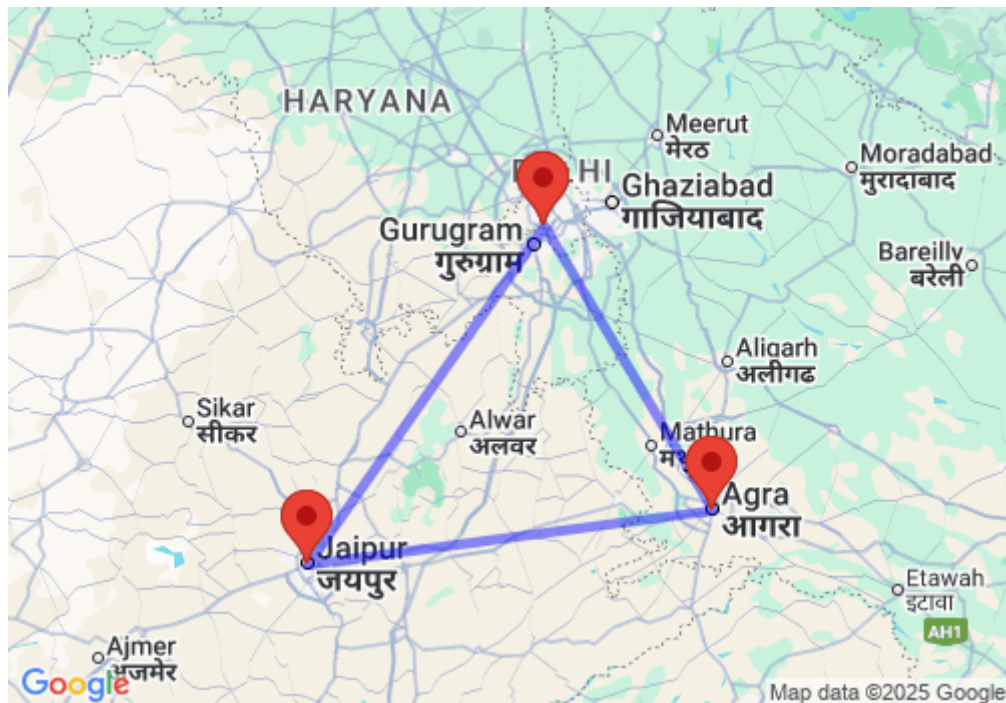 HARYANA
Meerut
मेरठ
Moradabad
मुरादाबाद
Ghaziabad
गाजियाबाद
Gurugram
गुरुग्राम
Bareilly
बरेली
Aligarh
अलीगढ
Sikar
सीकर
Alwar
अलवर
Mathura
Agra
आगरा
Jaipur
जयपुर
Etawah
इटावा
AH1
Ajmer
अजमेर
Google
Map data ©2025 Google